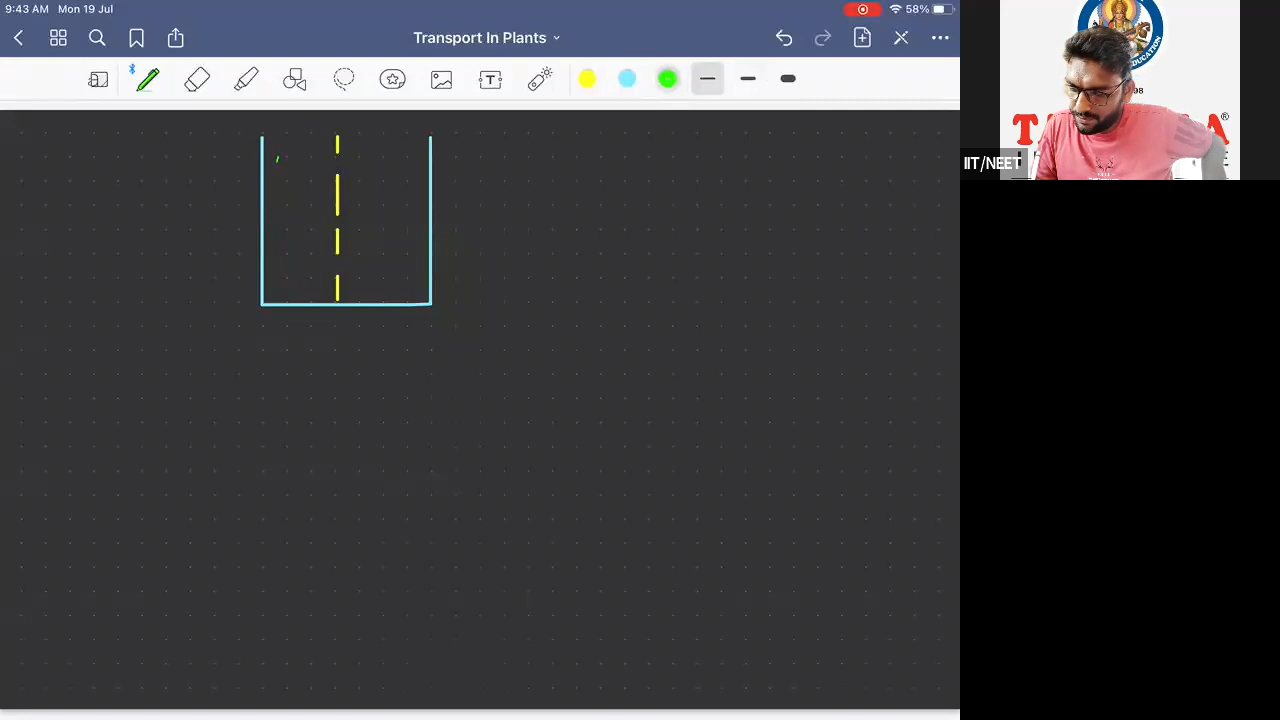 9:43 AM Mon 19 Jul
58%
Transport In Plants
T
IIT/NEET